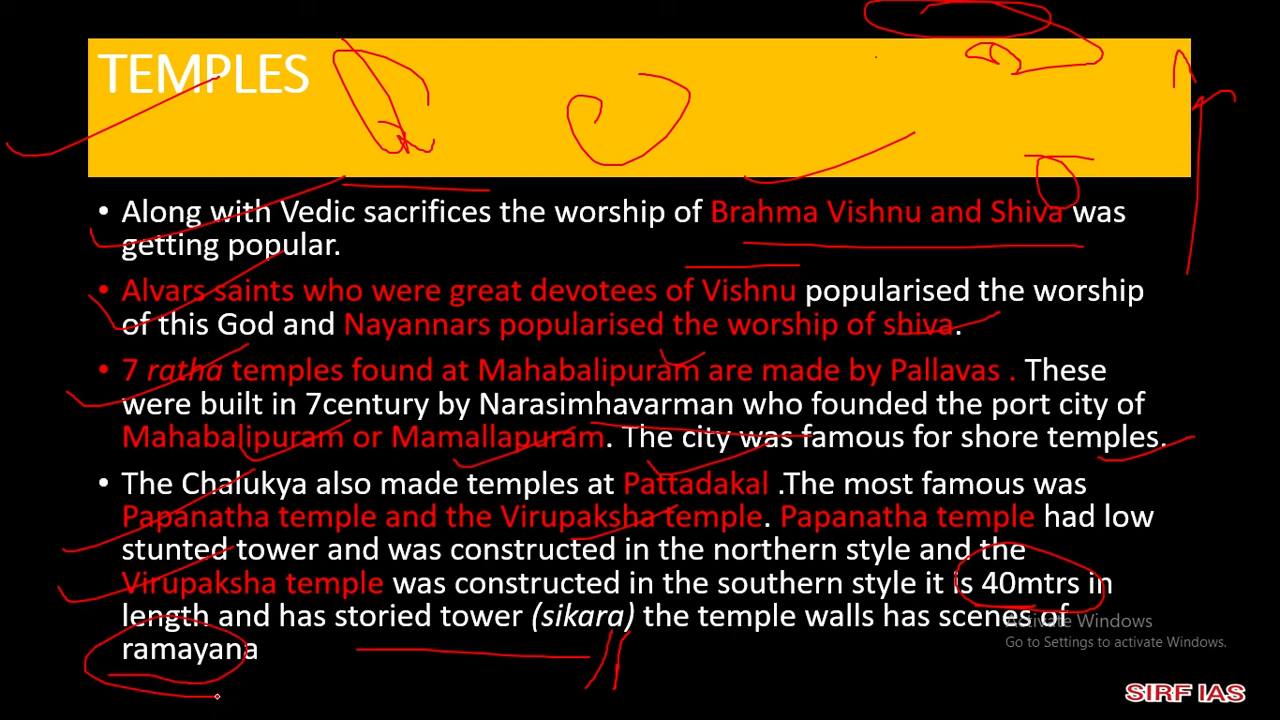 TEMPLES
• Along with Vedic sacrifices the worship of Brahma Vishnu and Shiva was
getting popular.
• Alvars saints who were great devotees of Vishnu popularised the worship
of this God and Nayannars popularised the worship of shiva.
• 7 ratha temples found at Mahabalipuram are made by Pallavas . These
were built in 7century by Narasimhavarman who founded the port city of
Mahabalipuram or Mamallapuram. The city was famous for shore temples.
• The Chalukya also made temples at Pattadakal .The most famous was
Papanatha temple and the Virupaksha temple. Papanatha temple had low
stunted tower and was constructed in the northern style and the
Virupaksha temple was constructed in the southern style it is 40mtrs in
length and has storied tower (sikara) the temple walls has scenes of
ramayana
Activate Windows
Go to Settings to activate Windows.
SIRF IAS